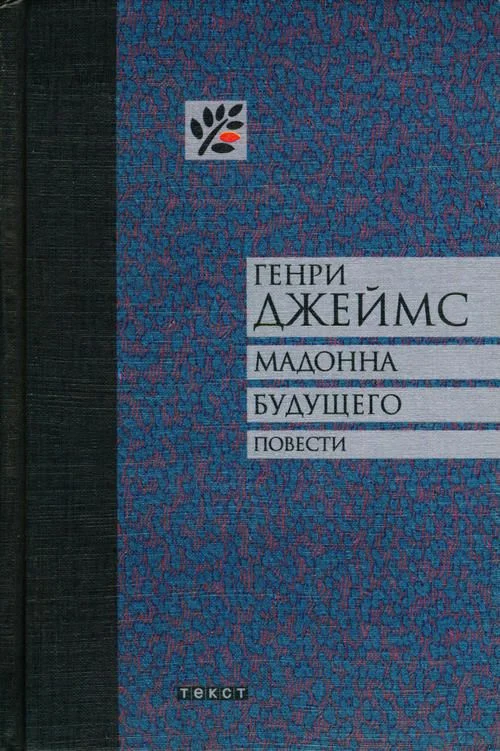 ГЕНРИ
ДЖЕЙМС
МАДОННА
БУДУЩЕГО
ПОВЕСТИ
ТЕКСТ